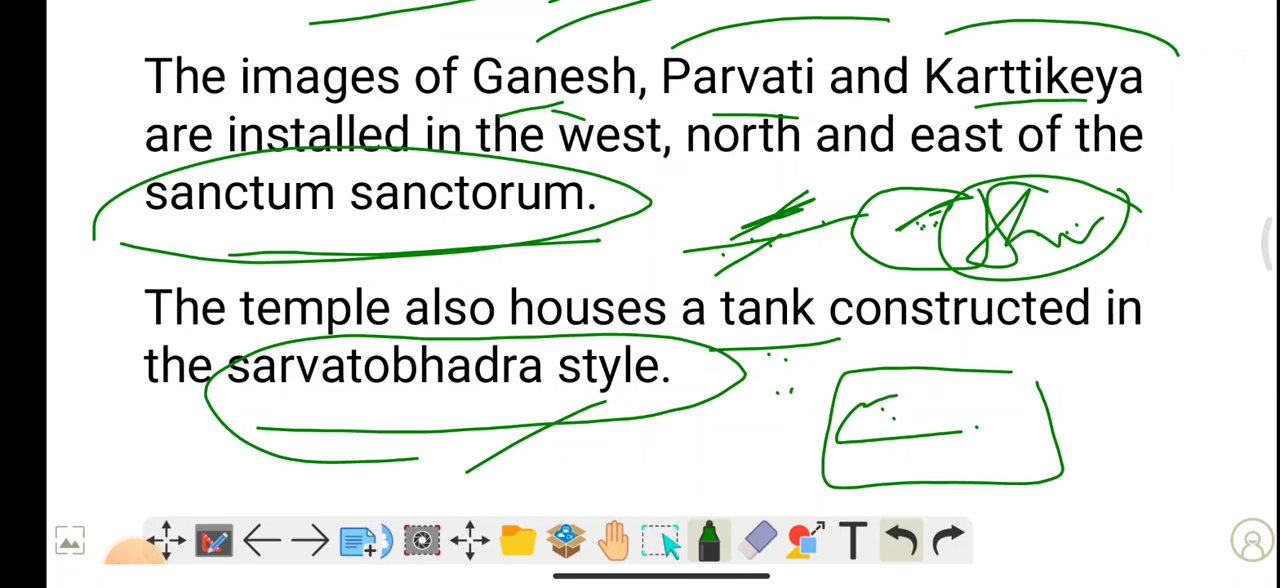 The images of Ganesh, Parvati and Karttikeya
are installed in the west, north and east of the
sanctum sanctorum.
The temple also houses a tank constructed in
the sarvatobhadra style.